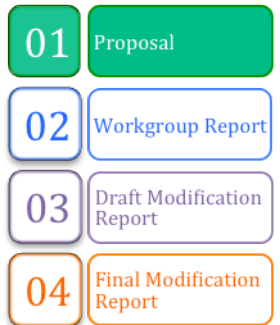 01 Proposal
02 Workgroup Report
03 Draft Modification
Report
04 Final Modification
Report